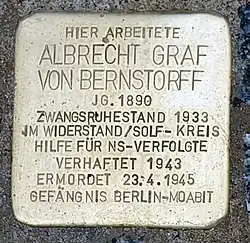 HIER ARBEITETE
ALBRECHT GRAF
VON BERNSTORFF
JG. 1890
ZWANGSRUHESTAND 1933
JM WIDERSTAND/SOLF-KREIS
HILFE FÜR NS-VERFOLGTE
VERHAFTET 1943
ERMORDET 23.4.1945
GEFÄNGNIS BERLIN-MOABIT